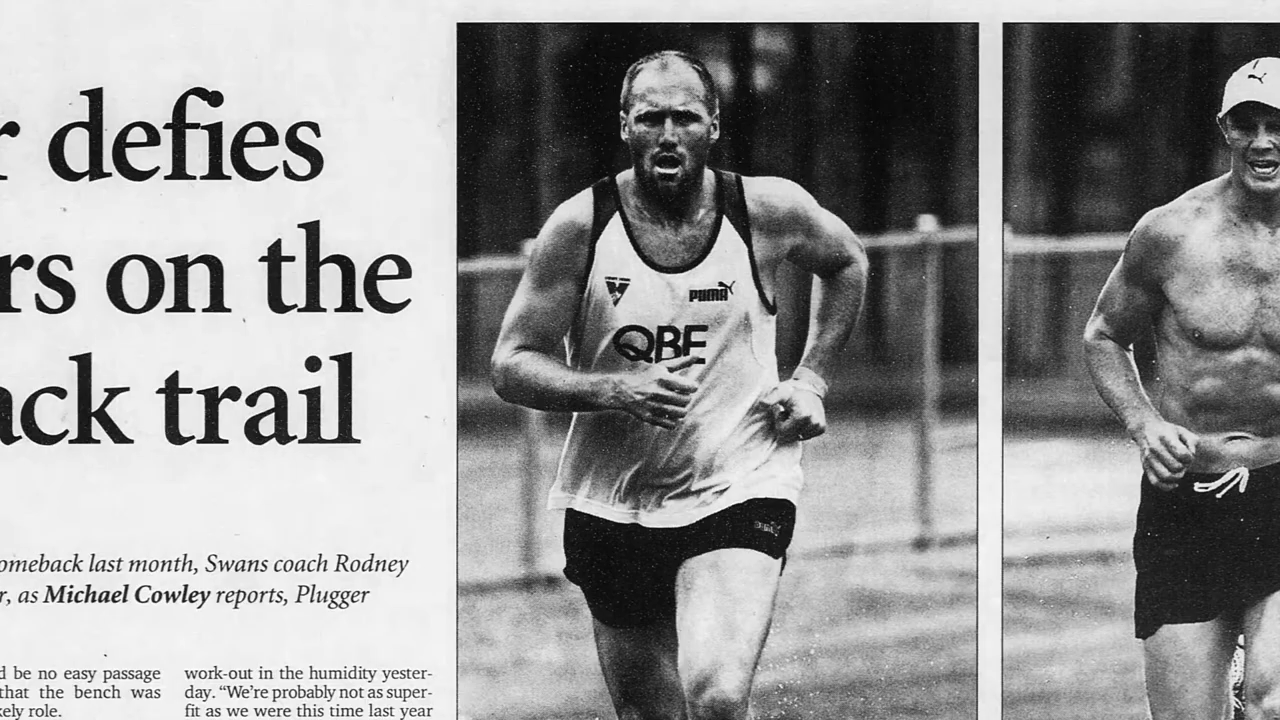 r defies
rs on the
ack trail
omeback last month, Swans coach Rodney
r, as Michael Cowley reports, Plugger
d be no easy passage
that the bench was
kely role.
work-out in the humidity yester-
day. “We’re probably not as super-
fit as we were this time last year
PUMA
QBE